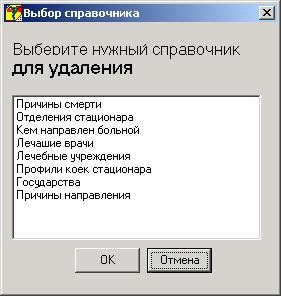 Выбор справочника
Выберите нужный справочник
для удаления
Причины смерти
Отделения стационара
Кем направлен больной
Лечащие врачи
Лечебные учреждения
Профили коек стационара
Государства
Причины направления
OK
Отмена